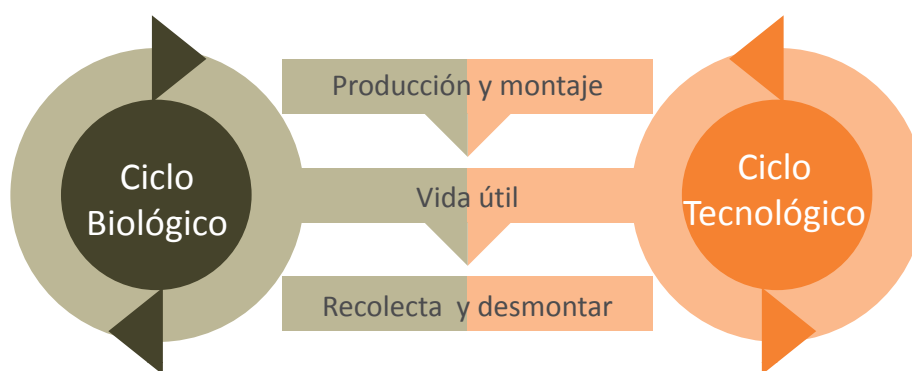 Ciclo
Biológico
Producción y montaje
Vida útil
Recolecta  y desmontar
Ciclo
Tecnológico